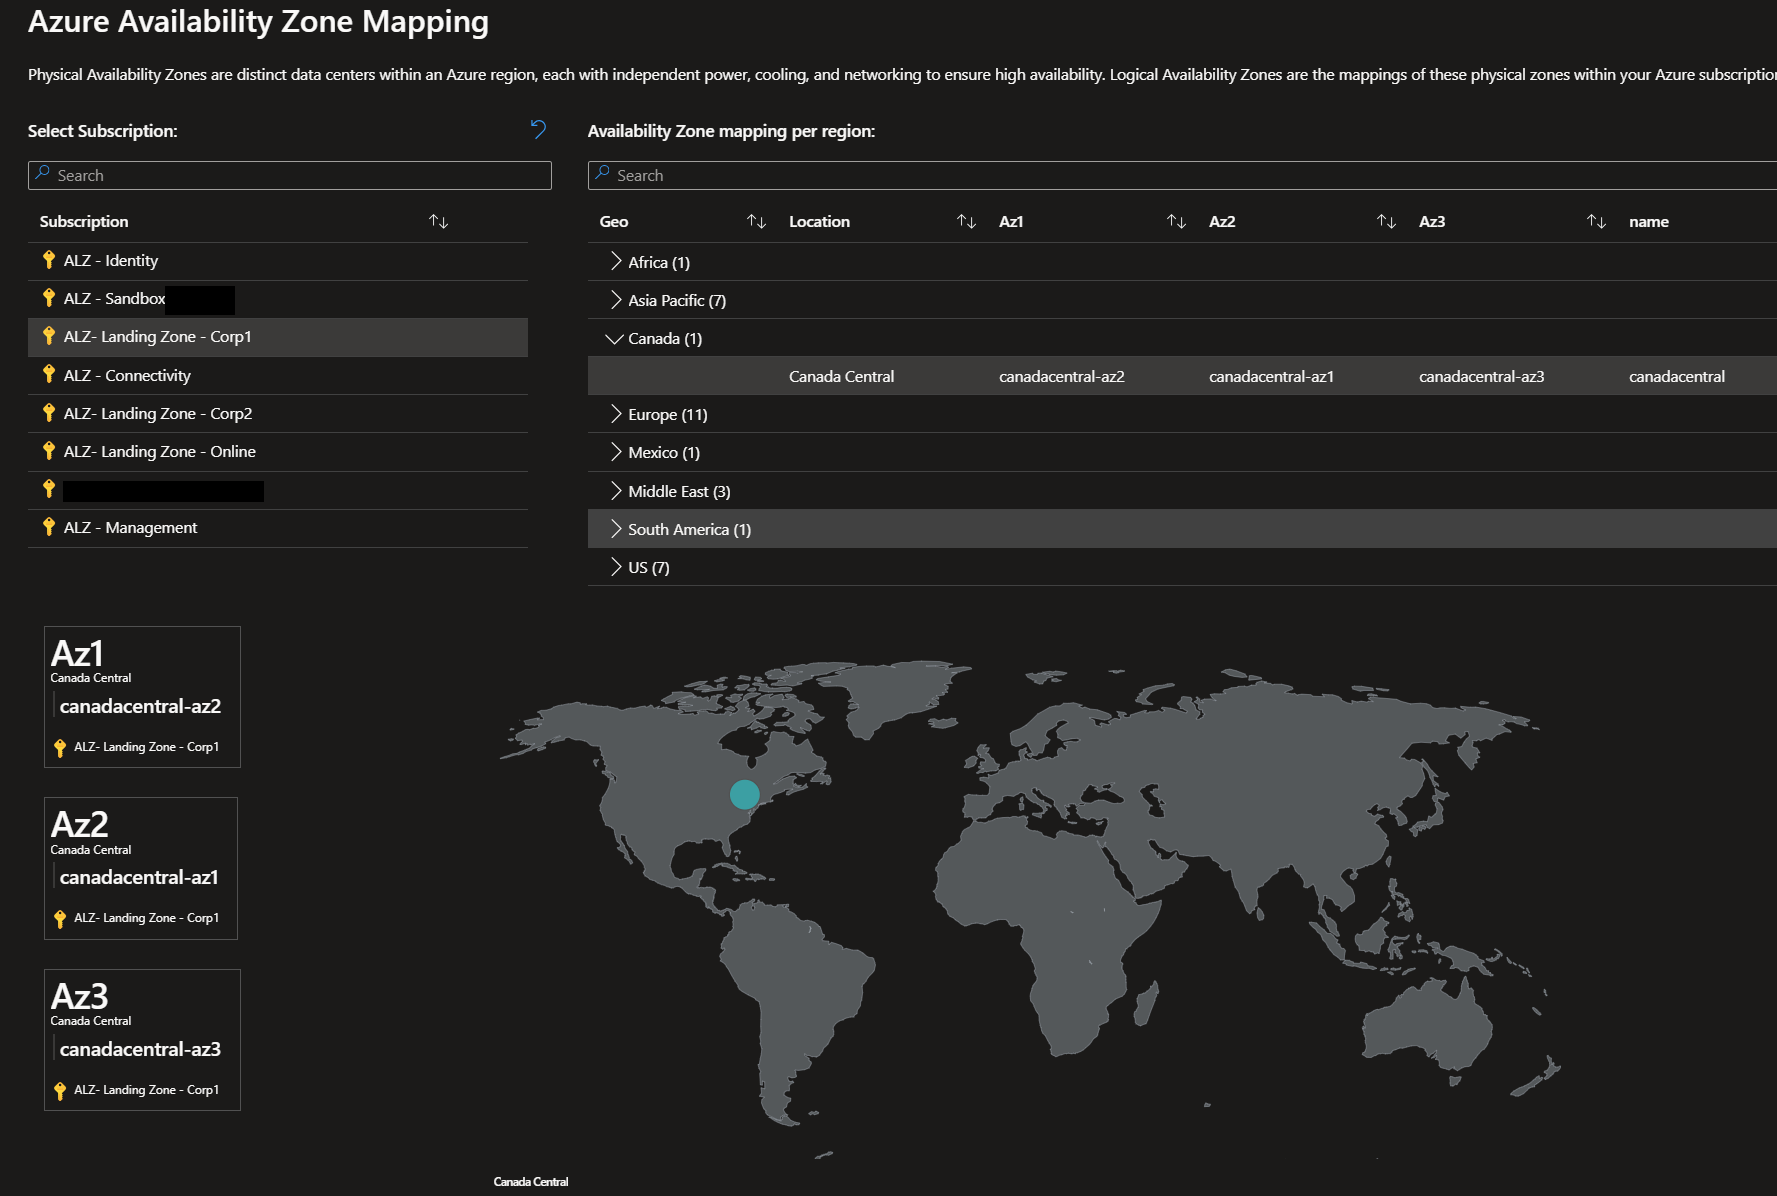 Azure Availability Zone Mapping
Physical Availability Zones are distinct data centers within an Azure region, each with independent power, cooling, and networking to ensure high availability. Logical Availability Zones are the mappings of these physical zones within your Azure subscription
Select Subscription:
Search
Subscription
ALZ - Identity
ALZ - Sandbox
ALZ- Landing Zone - Corp1
ALZ - Connectivity
ALZ- Landing Zone - Corp2
ALZ- Landing Zone - Online
ALZ - Management
Availability Zone mapping per region:
Search
Geo Location Az1 Az2 Az3 name
Africa (1)
Asia Pacific (7)
Canada (1)
Canada Central canadacentral-az2 canadacentral-az1 canadacentral-az3 canadacentral
Europe (11)
Mexico (1)
Middle East (3)
South America (1)
US (7)
Az1
Canada Central
canadacentral-az2
ALZ- Landing Zone - Corp1
Az2
Canada Central
canadacentral-az1
ALZ- Landing Zone - Corp1
Az3
Canada Central
canadacentral-az3
ALZ- Landing Zone - Corp1
Canada Central